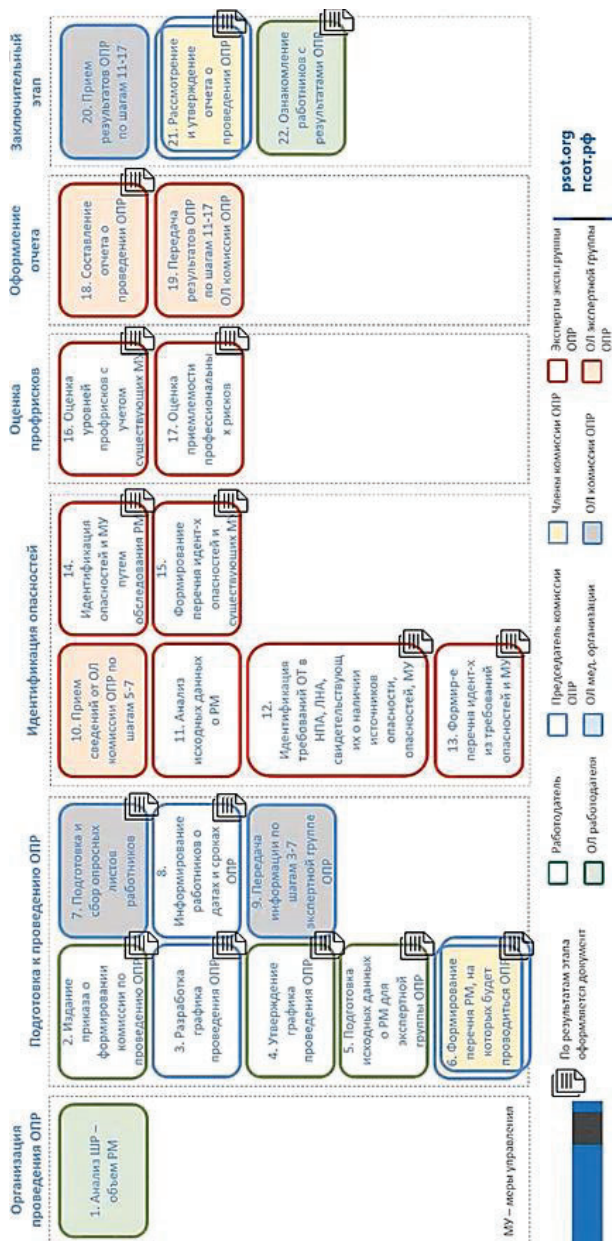 Организация
проведения ОПР
1. Анализ ШР –
объем РМ
МУ – меры управления
Подготовка к проведению ОПР
2. Издание
приказа о
формировании
комиссии по
проведению ОПР
3. Разработка
графика
проведения ОПР
4. Утверждение
графика
проведения ОПР
5. Подготовка
исходных данных
о РМ для
экспертной
группы ОПР
6. Формирование
перечня РМ, на
которых будет
проводиться ОПР
7. Подготовка и
сбор опросных
листов
работников
8.
Информирование
работников о
датах и сроках
ОПР
9. Передача
информации по
шагам 3-7
экспертной группе
ОПР
Идентификация опасностей
10. Прием
сведений от ОЛ
комиссии ОПР по
шагам 5-7
11. Анализ
исходных данных
о РМ
12.
Идентификация
требований ОТ в
НПА, ЛНА,
свидетельствующ
их о наличии
источников
опасности,
опасностей, МУ
13. Формир-е
перечня идент-х
из требований
опасностей и МУ
14.
Идентификация
опасностей и МУ
путем
обследования РМ
15.
Формирование
перечня идент-х
опасностей и
существующих МУ
Оценка
профрисков
16. Оценка
уровней
профрисков с
учетом
существующих МУ
17. Оценка
приемлемости
профессиональны
х рисков
Оформление
отчета
18. Составление
отчета о
проведении ОПР
19. Передача
результатов ОПР
по шагам 11-17
ОЛ комиссии ОПР
Заключительный
этап
20. Прием
результатов ОПР
по шагам 11-17
21. Рассмотрение
и утверждение
отчета о
проведении ОПР
22. Ознакомление
работников с
результатами ОПР
По результатам этапа
оформляется документ
Работодатель
ОЛ работодателя
Председатель комиссии
ОПР
ОЛ мед. организации
Члены комиссии ОПР
ОЛ комиссии ОПР
Эксперты эксп.группы
ОПР
ОЛ экспертной группы
ОПР
psot.org
псот.рф